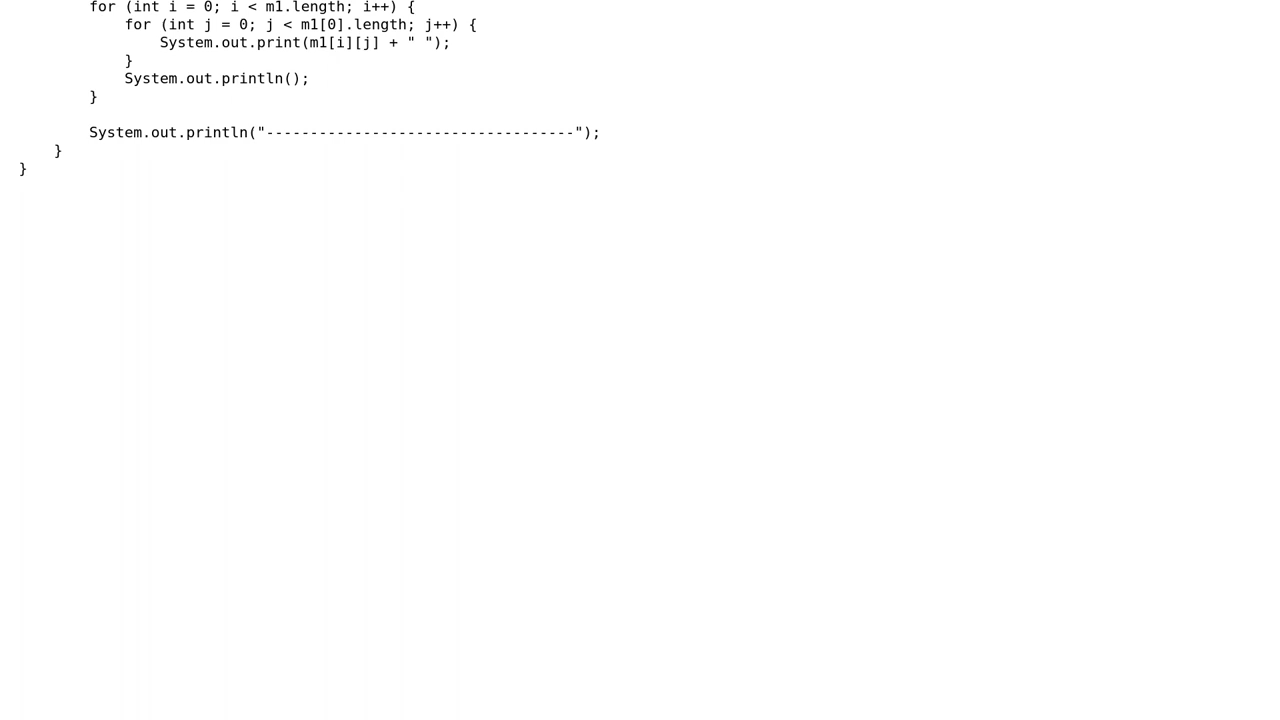 for (int i = 0; i < m1.length; i++) {
            for (int j = 0; j < m1[0].length; j++) {
                System.out.print(m1[i][j] + " ");
            }
            System.out.println();
        }

        System.out.println("-----------------------------------");
    }
}